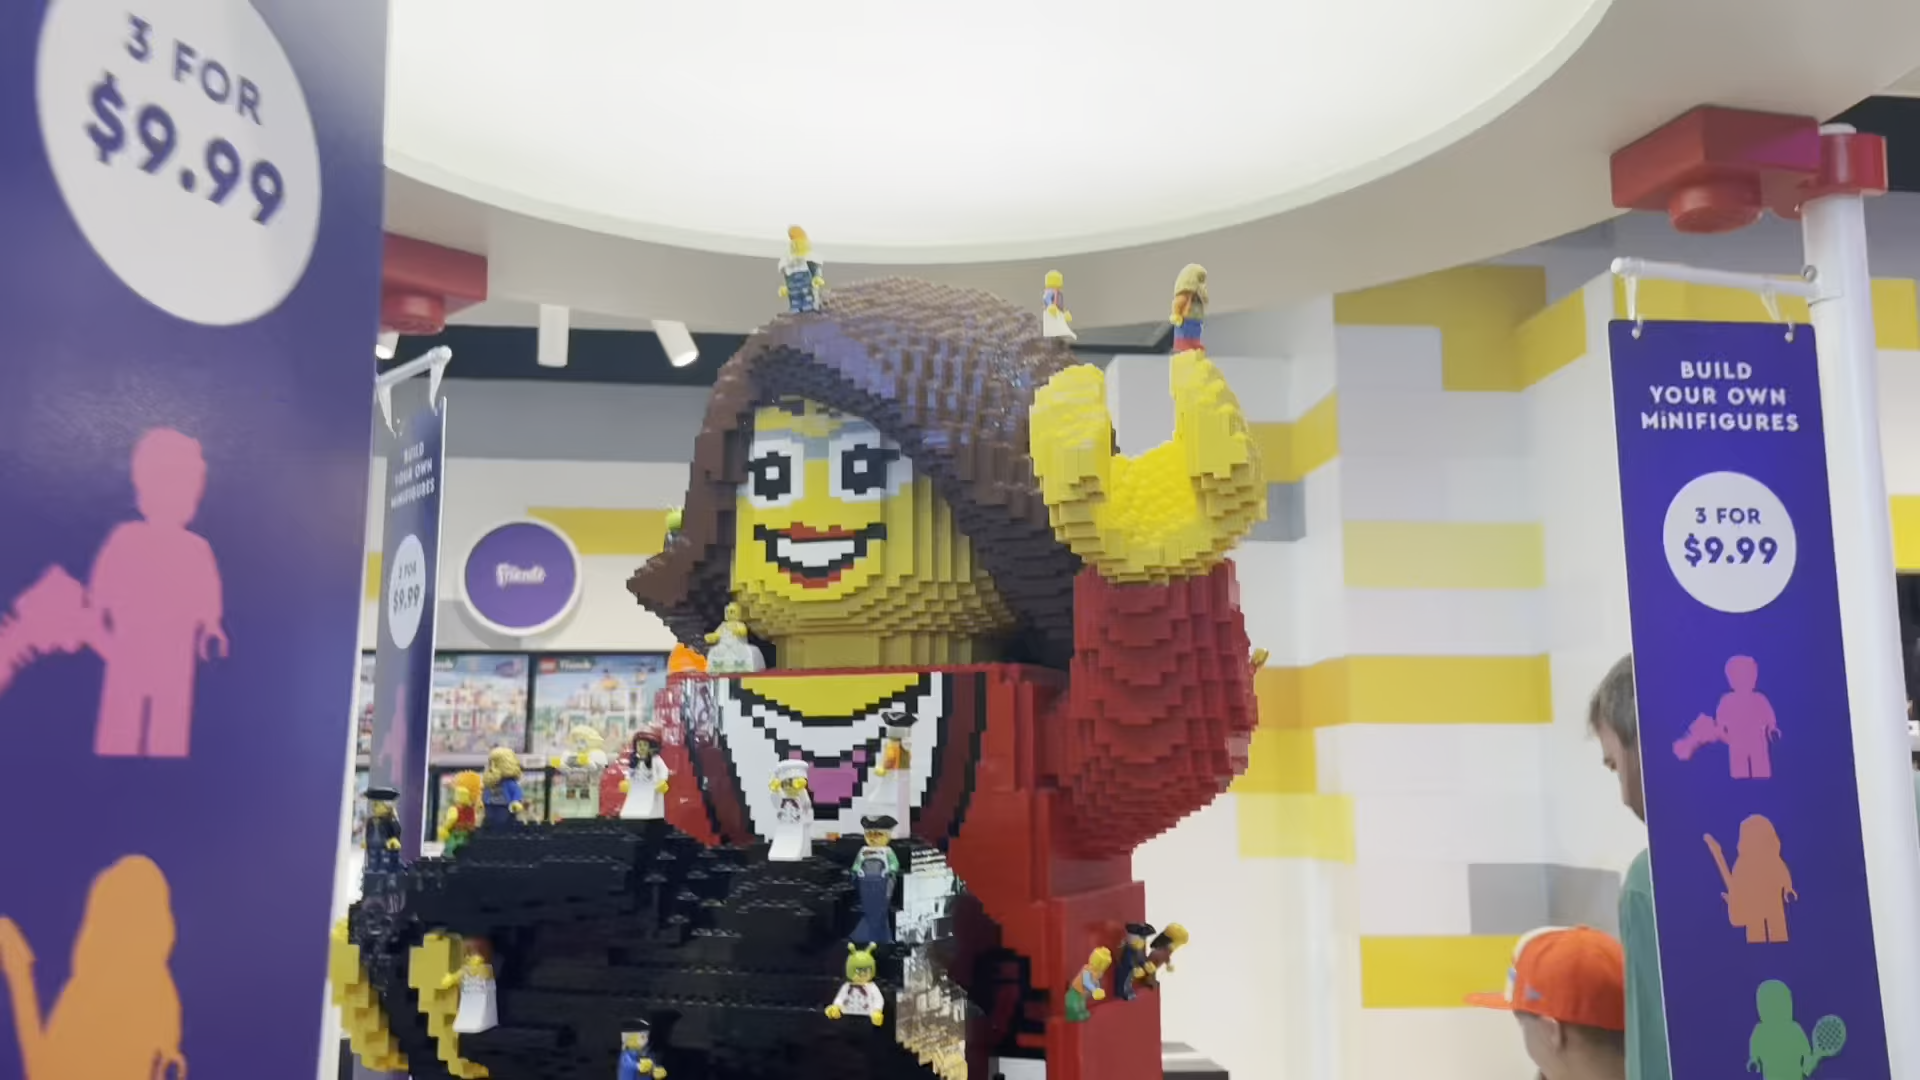 3 FOR
$9.99
BUILD
YOUR OWN
MiNIFIGURES
3 FOR
$9.99
Friends
BUILD
YOUR OWN
MiNIFIGURES
3 FOR
$9.99